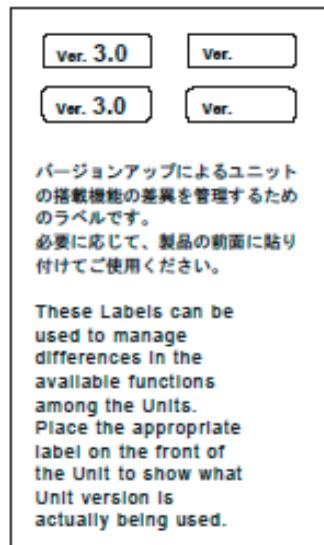 Ver. 3.0 Ver.
Ver. 3.0 Ver.
バージョンアップによるユニット
の搭載機能の差異を管理するため
のラベルです。
必要に応じて、製品の前面に貼り
付けてご使用ください。
These Labels can be
used to manage
differences in the
available functions
among the Units.
Place the appropriate
label on the front of
the Unit to show what
Unit version is
actually being used.